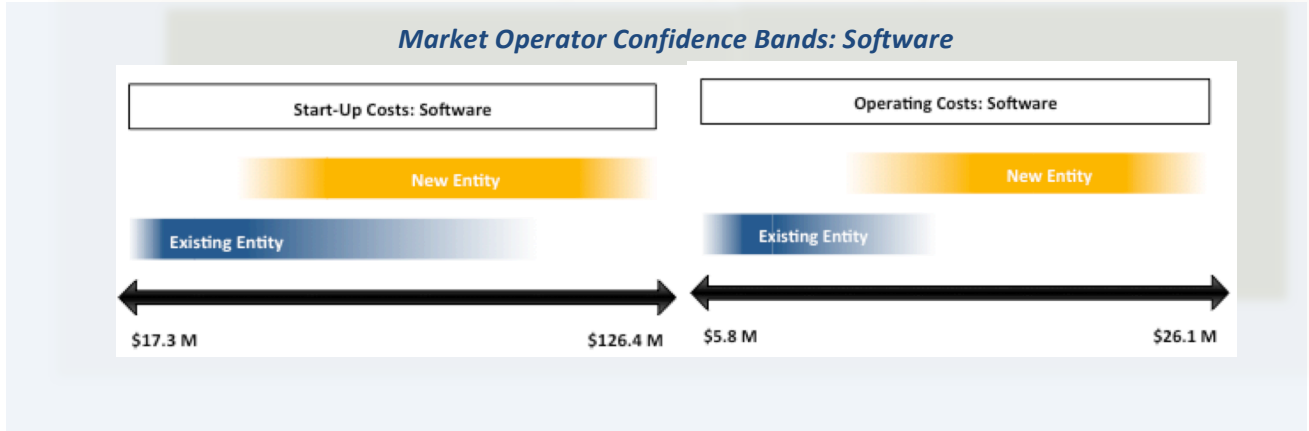 Market Operator Confidence Bands: Software
Start-Up Costs: Software
New Entity
Existing Entity
$17.3 M
$126.4 M
Operating Costs: Software
New Entity
Existing Entity
$5.8 M
$26.1 M